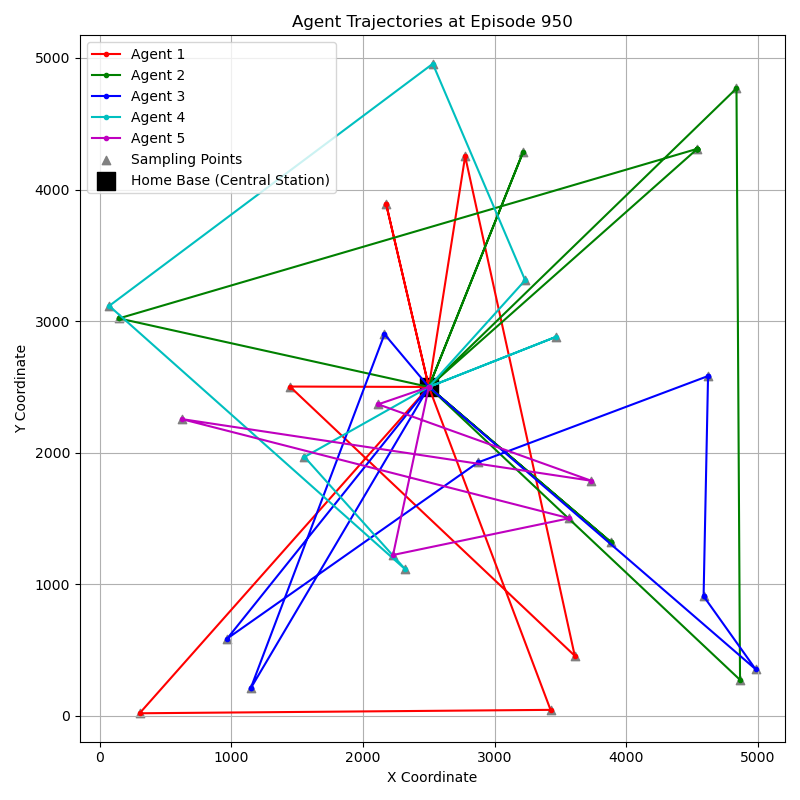 Agent Trajectories at Episode 950
Agent 1
Agent 2
Agent 3
Agent 4
Agent 5
Sampling Points
Home Base (Central Station)
Y Coordinate
5000
4000
3000
2000
1000
0
0 1000 2000 3000 4000 5000
X Coordinate